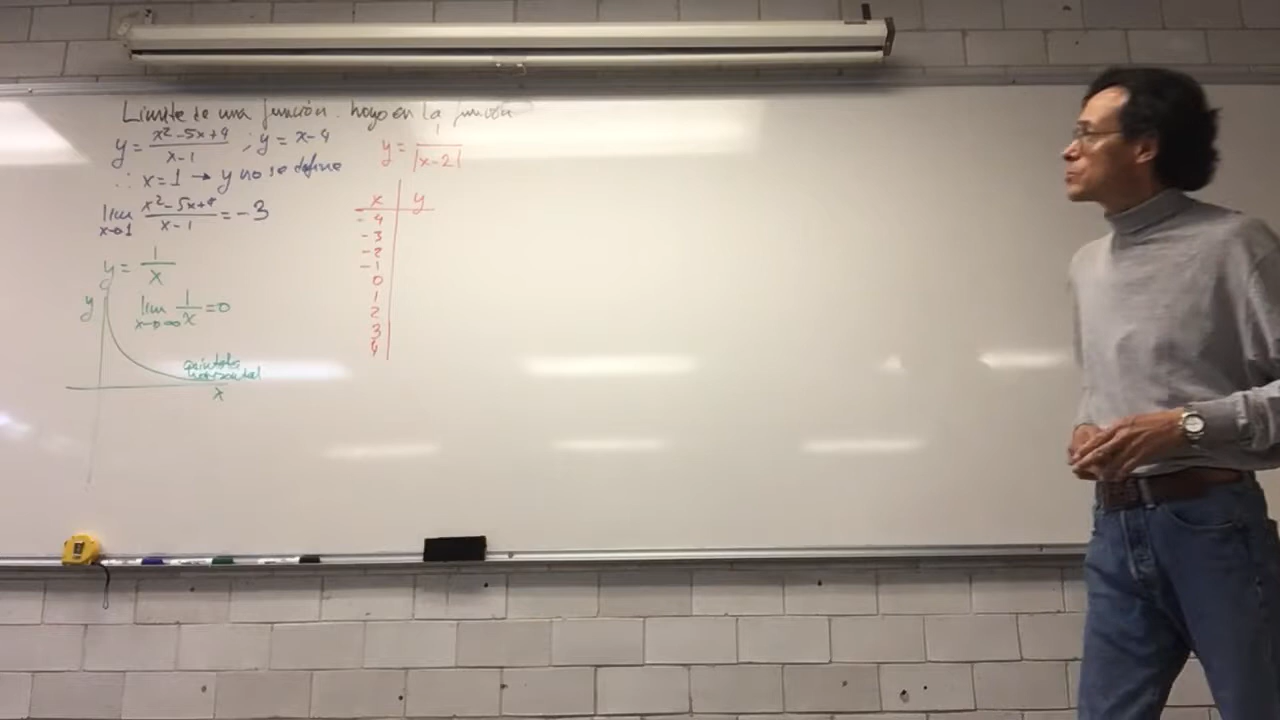 Límite de una función. hoyo en la función
y = x² - 5x + 4 / x - 1 ; y = x - 4
∴ x = 1 → y no se define
lim x→1 x² - 5x + 4 / x - 1 = -3
y = 1 / x
y
lim x→∞ 1 / x = 0
asíntota
horizontal
x
y = 1 / |x - 2|
x y
-4
-3
-2
-1
0
1
2
3
4